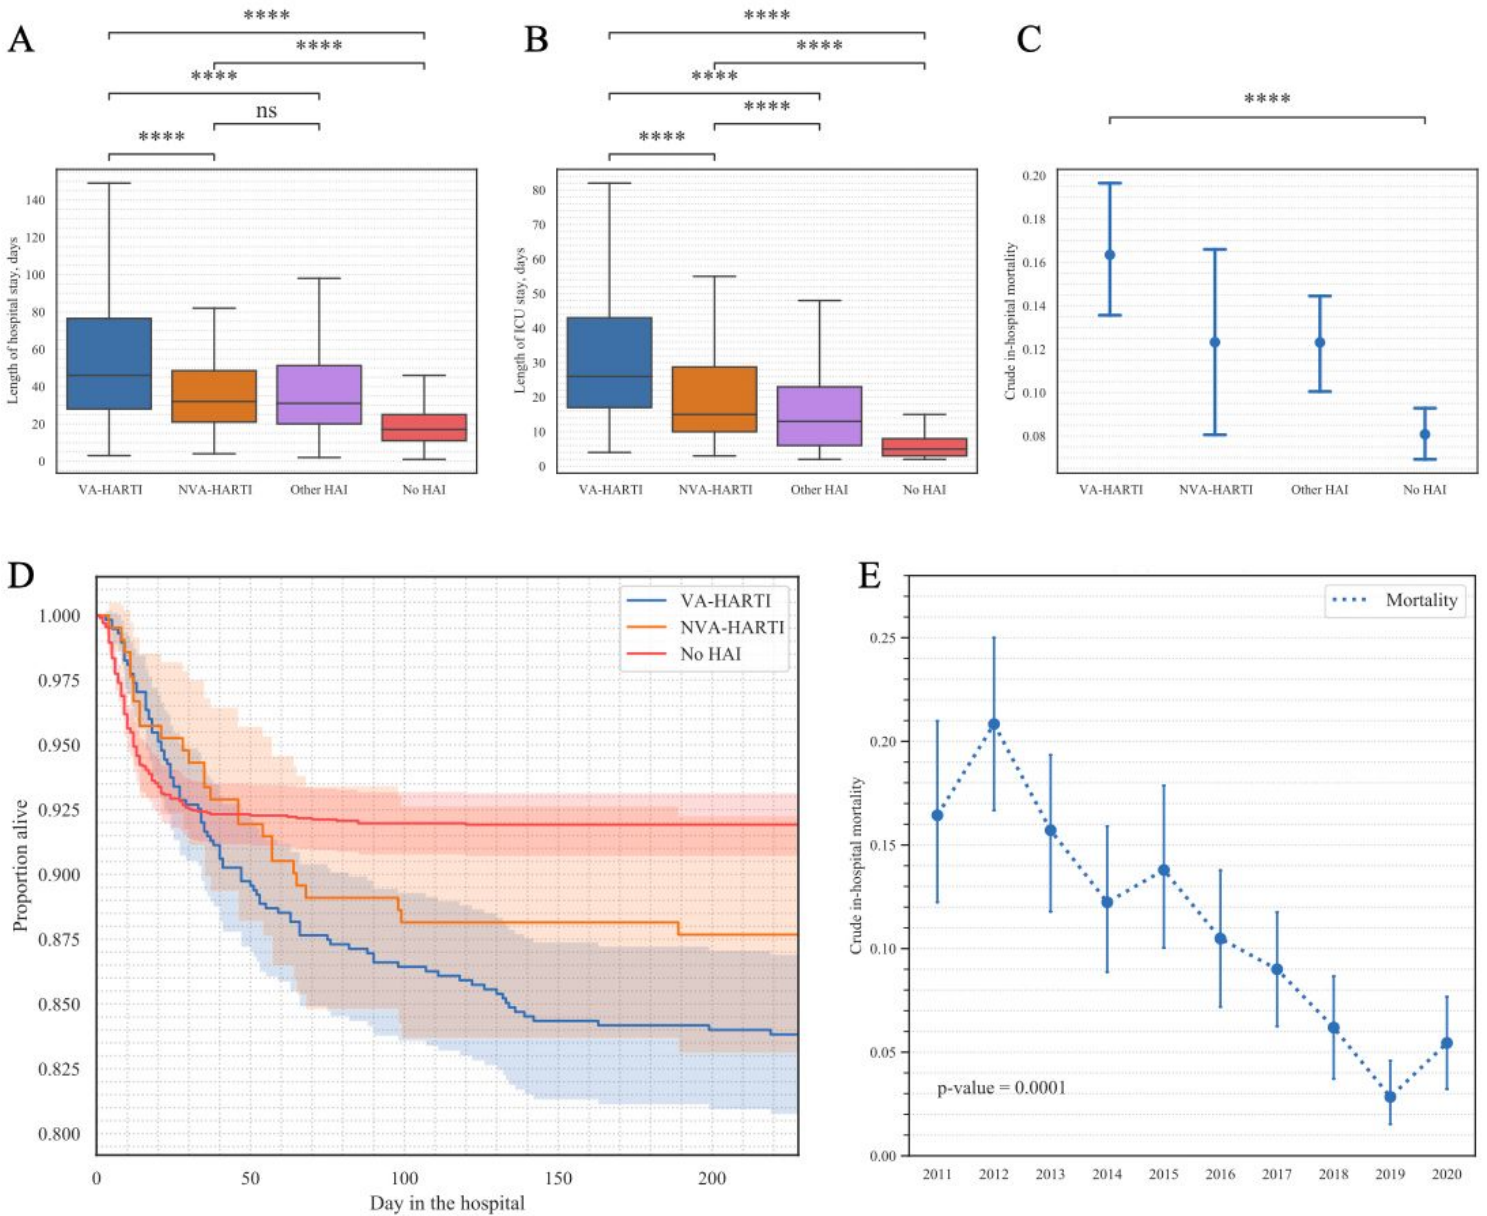 A
****
****
****
ns
****
Length of hospital stay, days
140
120
100
80
60
40
20
0
VA-HARTI NVA-HARTI Other HAI No HAI
B
****
****
****
****
****
Length of ICU stay, days
80
70
60
50
40
30
20
10
0
VA-HARTI NVA-HARTI Other HAI No HAI
C
****
Crude in-hospital mortality
0.20
0.18
0.16
0.14
0.12
0.10
0.08
VA-HARTI NVA-HARTI Other HAI No HAI
D
VA-HARTI
NVA-HARTI
No HAI
Proportion alive
1.000
0.975
0.950
0.925
0.900
0.875
0.850
0.825
0.800
0 50 100 150 200
Day in the hospital
E
Mortality
Crude in-hospital mortality
0.25
0.20
0.15
0.10
0.05
0.00
p-value = 0.0001
2011 2012 2013 2014 2015 2016 2017 2018 2019 2020